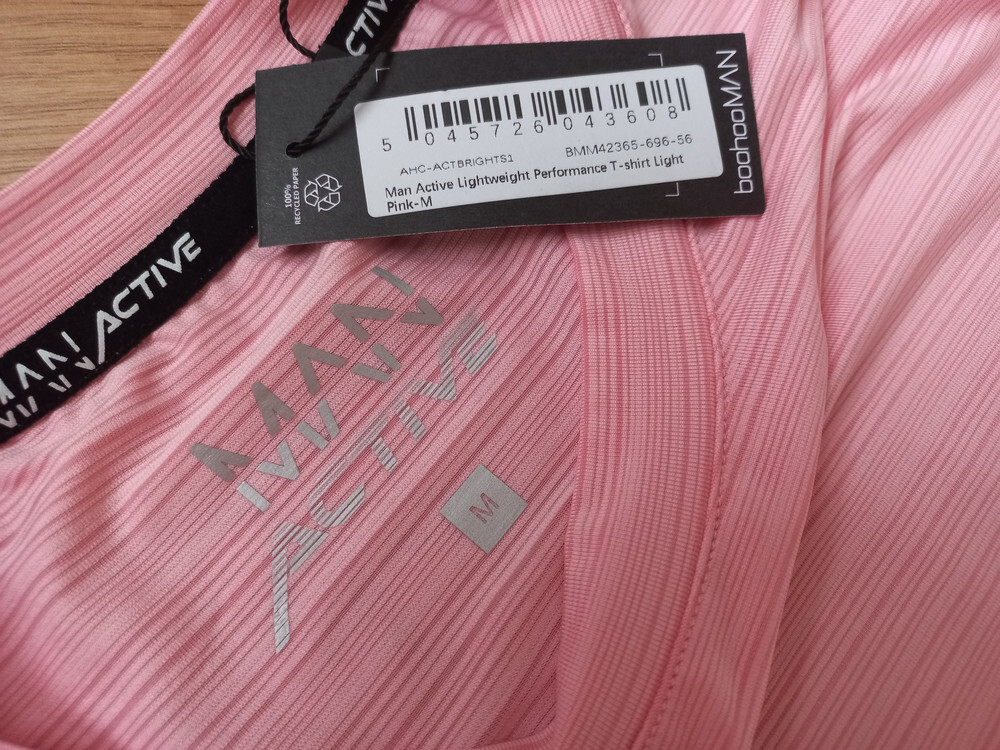 CTIV
boohooMAN
5 045726 043608
AHC-ACTBRIGHTS1 BMM42365-696-56
Man Active Lightweight Performance T-shirt Light
Pink-M
100%
RECYCLED PAPER
MAN ACTIVE
MAN
ACTIVE
M